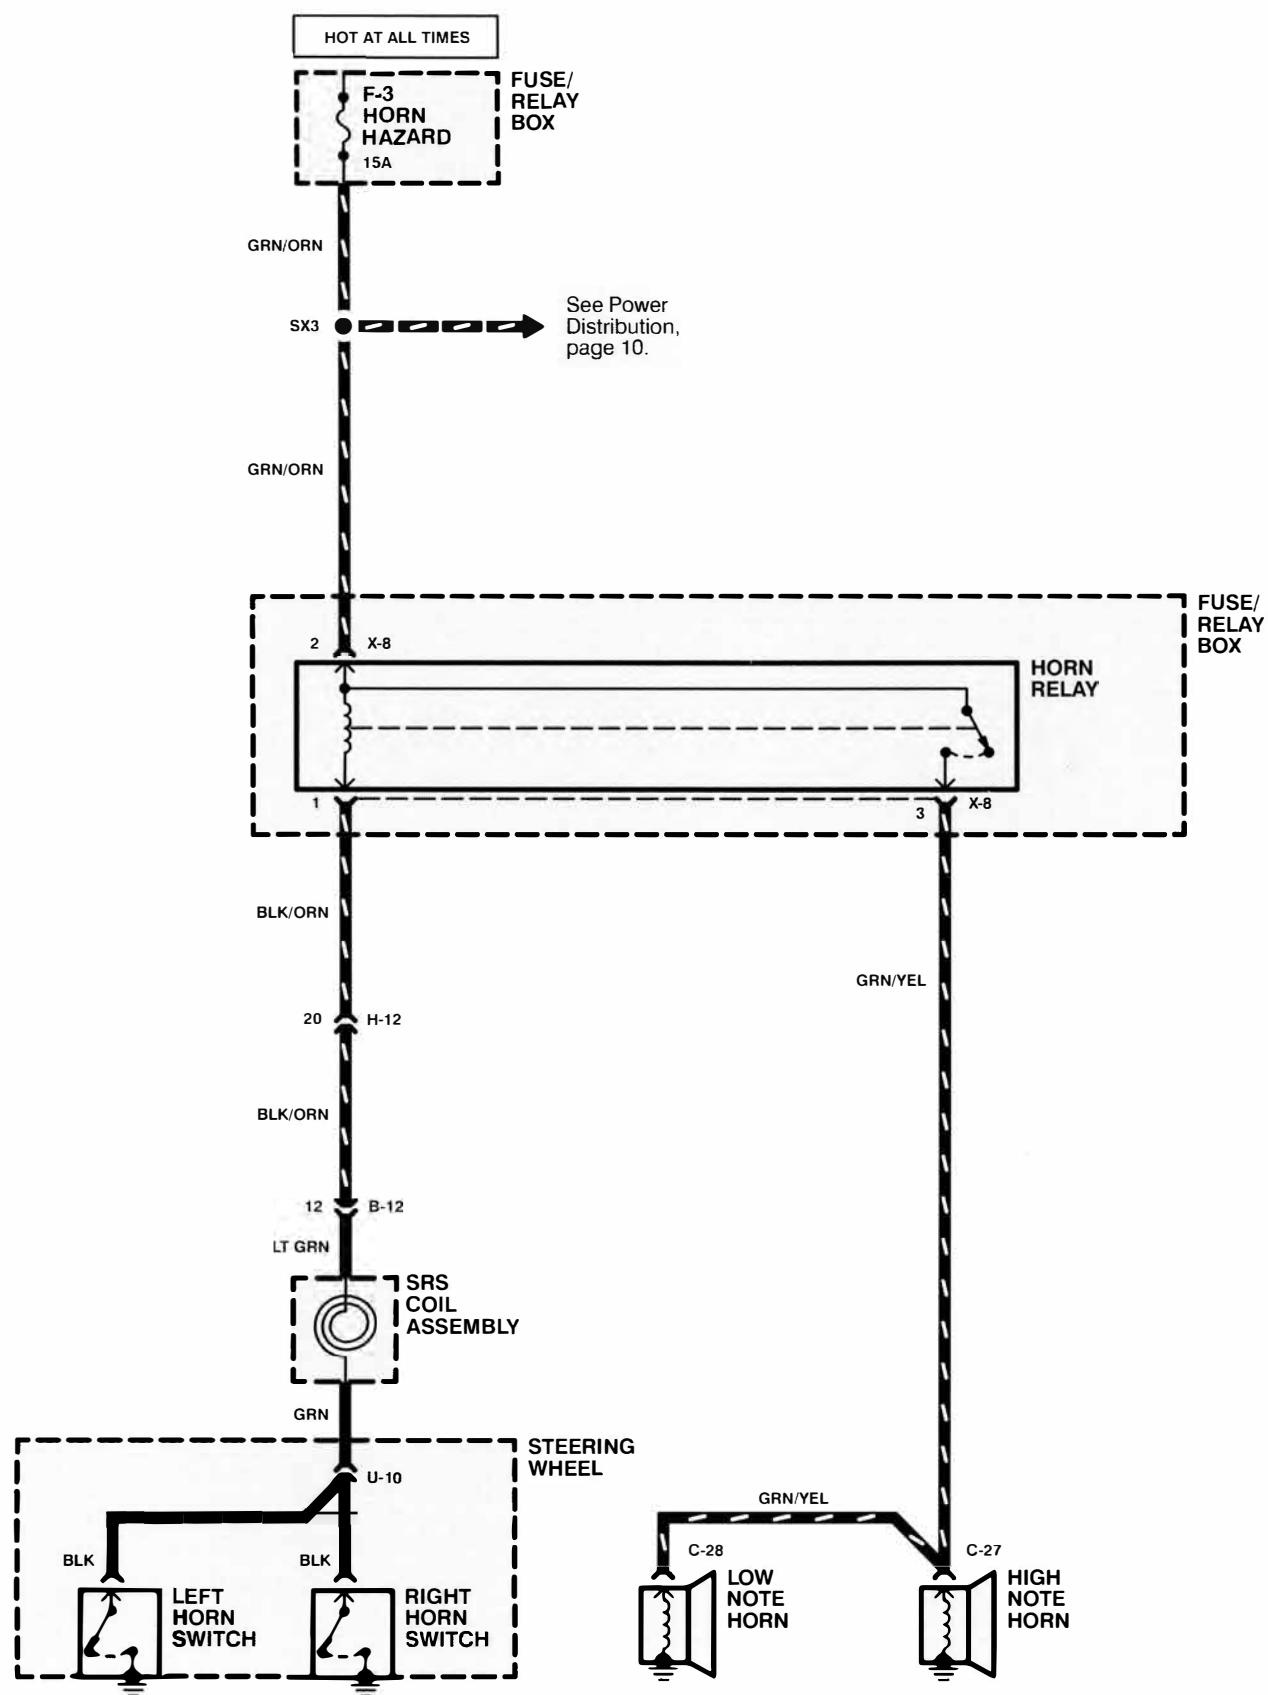 HOT AT ALL TIMES
F-3
HORN
HAZARD
15A
FUSE/
RELAY
BOX
GRN/ORN
SX3
See Power
Distribution,
page 10.
GRN/ORN
FUSE/
RELAY
BOX
2 X-8
HORN
RELAY
1
3
X-8
BLK/ORN
GRN/YEL
20 H-12
BLK/ORN
12 B-12
LT GRN
SRS
COIL
ASSEMBLY
GRN
STEERING
WHEEL
U-10
GRN/YEL
BLK
BLK
C-28
C-27
LEFT
HORN
SWITCH
RIGHT
HORN
SWITCH
LOW
NOTE
HORN
HIGH
NOTE
HORN